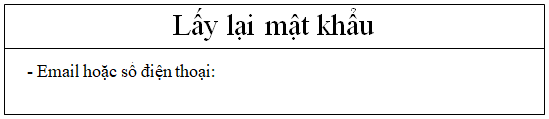 Lấy lại mật khẩu
- Email hoặc số điện thoại: